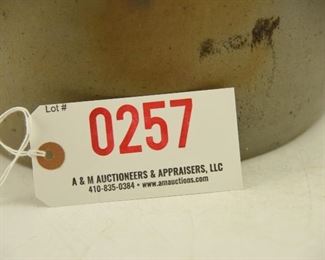 Lot #
0257
A & M AUCTIONEERS & APPRAISERS, LLC
410-835-0384 • www.amauctions.com